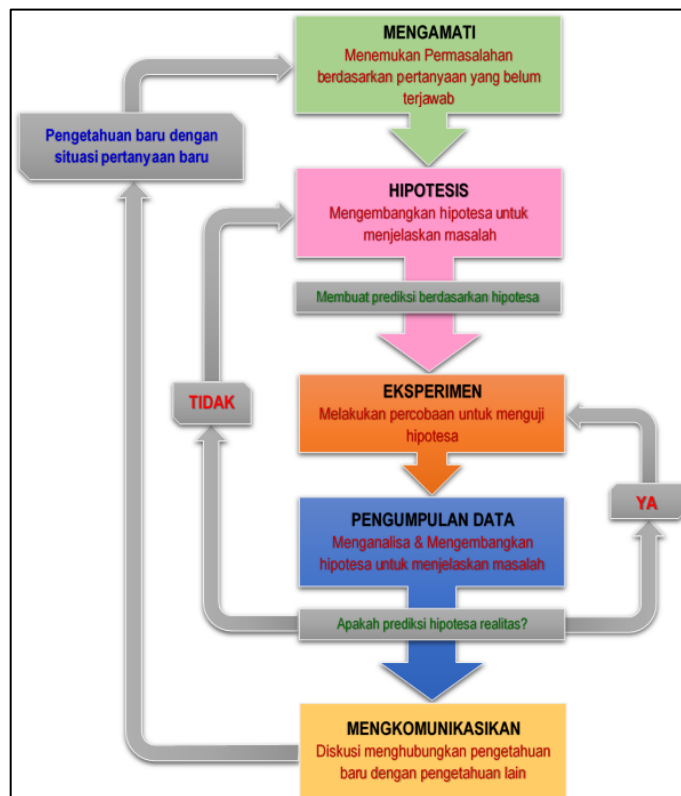 MENGAMATI
Menemukan Permasalahan
berdasarkan pertanyaan yang belum
terjawab
Pengetahuan baru dengan
situasi pertanyaan baru
HIPOTESIS
Mengembangkan hipotesa untuk
menjelaskan masalah
Membuat prediksi berdasarkan hipotesa
EKSPERIMEN
Melakukan percobaan untuk menguji
hipotesa
TIDAK
YA
PENGUMPULAN DATA
Menganalisa & Mengembangkan
hipotesa untuk menjelaskan masalah
Apakah prediksi hipotesa realitas?
MENGKOMUNIKASIKAN
Diskusi menghubungkan pengetahuan
baru dengan pengetahuan lain